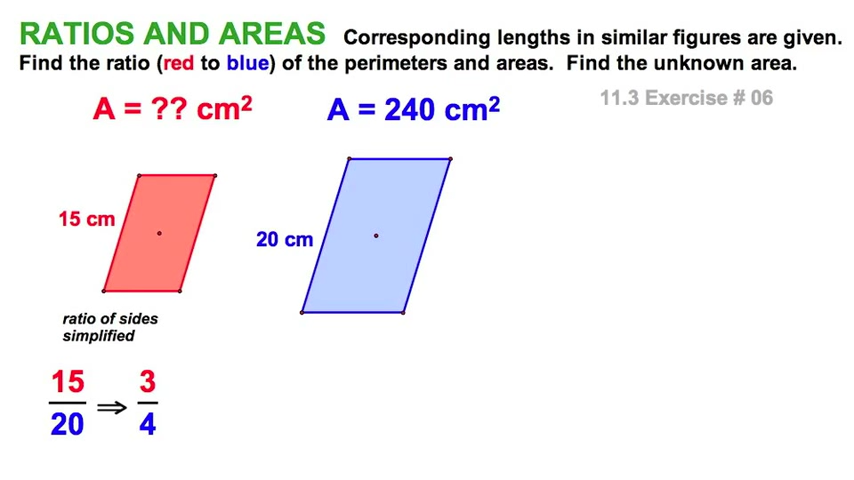 RATIOS AND AREAS Corresponding lengths in similar figures are given.
Find the ratio (red to blue) of the perimeters and areas. Find the unknown area.
11.3 Exercise # 06
A = ?? cm²
A = 240 cm²
15 cm
20 cm
ratio of sides
simplified
15 3
⇒
20 4